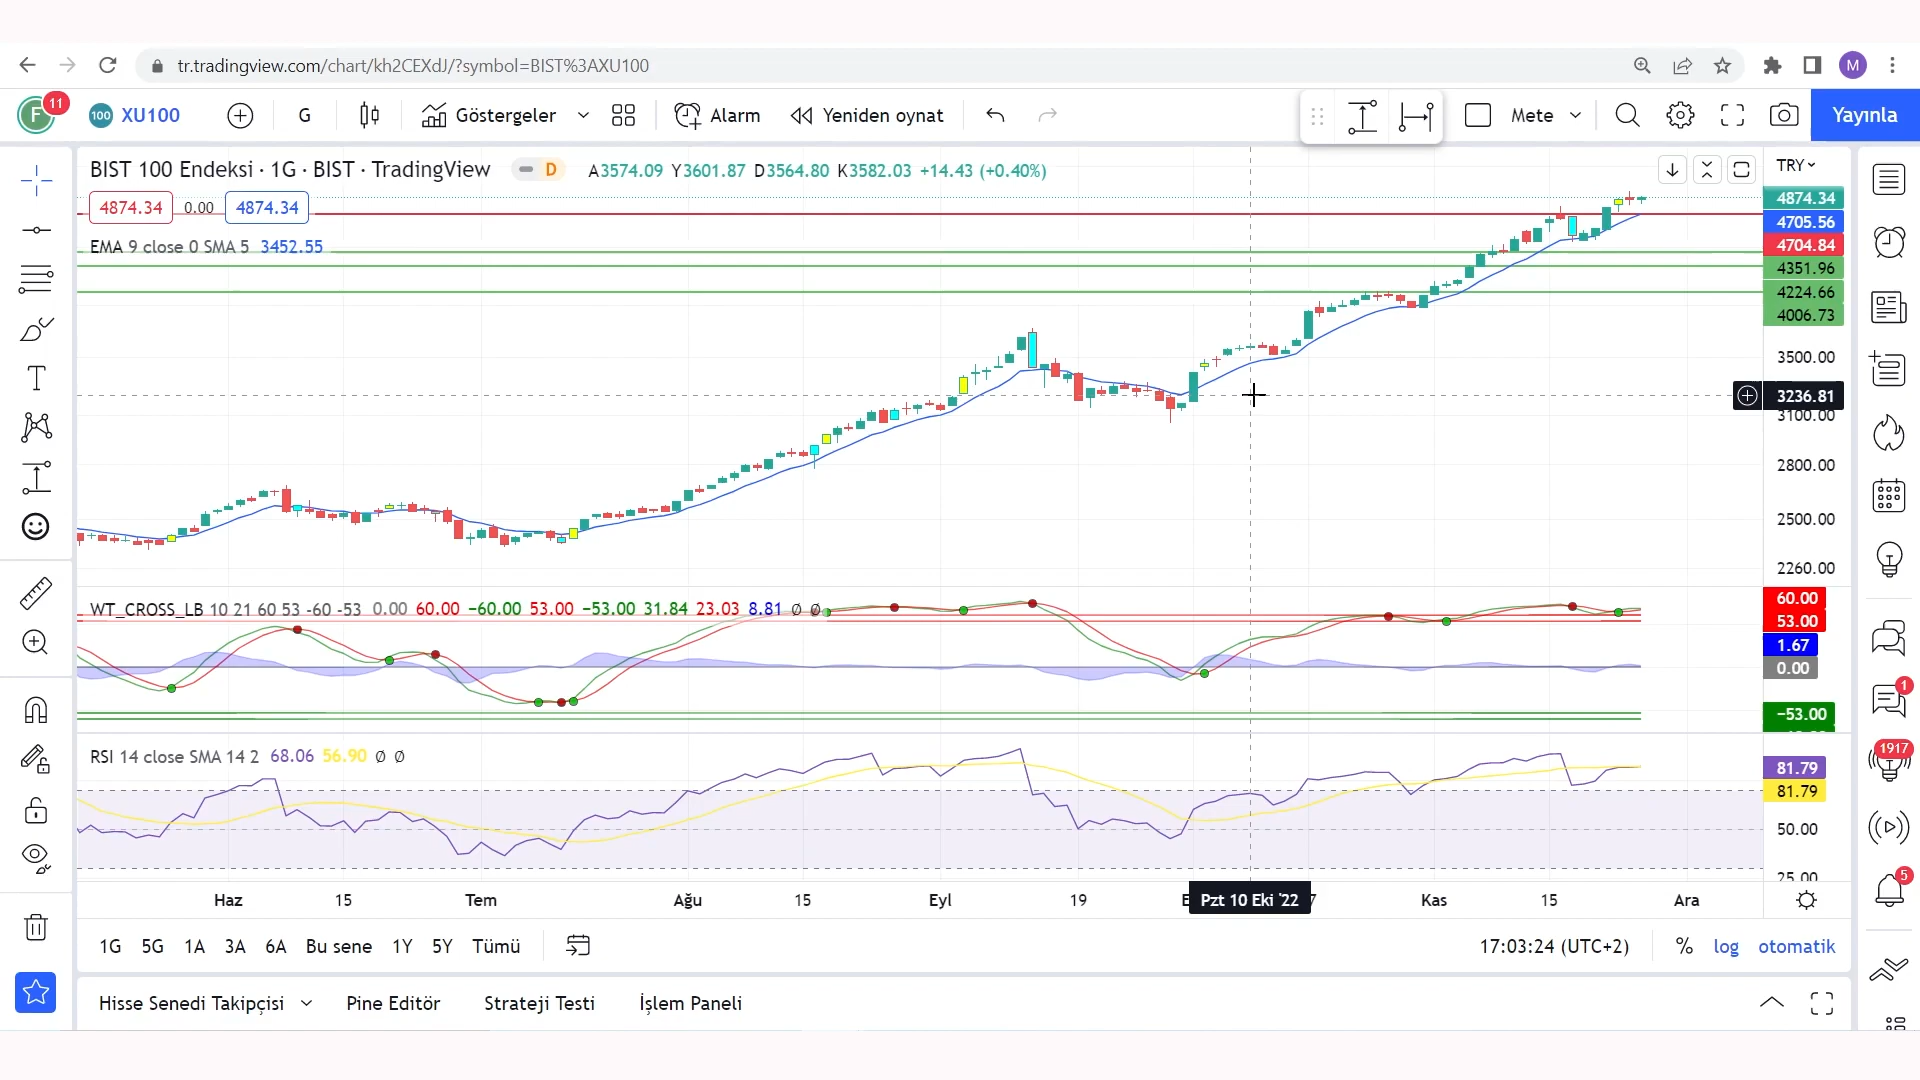 tr.tradingview.com/chart/kh2CEXdJ/?symbol=BIST%3AXU100
M
F 11 100 XU100 G Göstergeler Alarm Yeniden oynat Mete Yayınla
BIST 100 Endeksi · 1G · BIST · TradingView D A3574.09 Y3601.87 D3564.80 K3582.03 +14.43 (+0.40%)
TRY
4874.34 0.00 4874.34
EMA 9 close 0 SMA 5 3452.55
4874.34
4705.56
4704.84
4351.96
4224.66
4006.73
3500.00
3236.81
3100.00
2800.00
2500.00
2260.00
WT_CROSS_LB 10 21 60 53 -60 -53 0.00 60.00 −60.00 53.00 −53.00 31.84 23.03 8.81 ∅ ∅
60.00
53.00
1.67
0.00
−53.00
RSI 14 close SMA 14 2 68.06 56.90 ∅ ∅
81.79
81.79
50.00
25.00
1
1917
5
Haz 15 Tem Ağu 15 Eyl 19 E Pzt 10 Eki '22 7 Kas 15 Ara
1G 5G 1A 3A 6A Bu sene 1Y 5Y Tümü 17:03:24 (UTC+2) % log otomatik
Hisse Senedi Takipçisi Pine Editör Strateji Testi İşlem Paneli